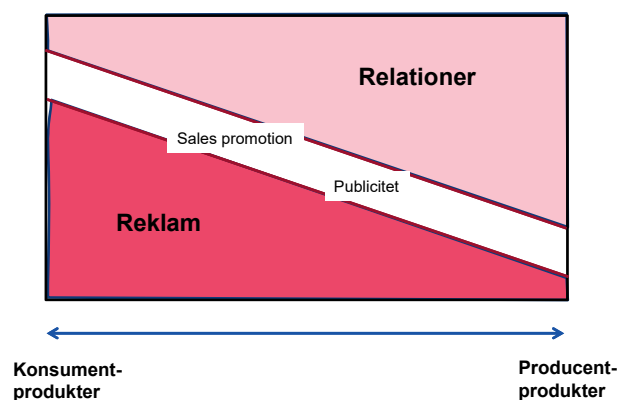 Relationer
Sales promotion
Publicitet
Reklam
Konsument-
produkter
Producent-
produkter